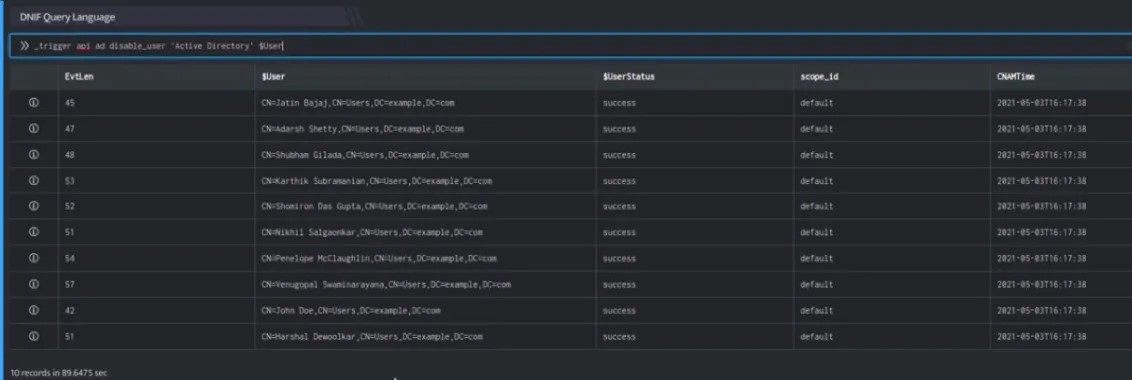 DNIF Query Language
_trigger api ad disable_user 'Active Directory' $User
EvtLen $User $UserStatus scope_id CNAMTime
45 CN=Jatin Bajaj,CN=Users,DC=example,DC=com success default 2021-05-03T16:17:38
47 CN=Adarsh Shetty,CN=Users,DC=example,DC=com success default 2021-05-03T16:17:38
48 CN=Shubham Gilada,CN=Users,DC=example,DC=com success default 2021-05-03T16:17:38
53 CN=Karthik Subramanian,CN=Users,DC=example,DC=com success default 2021-05-03T16:17:38
52 CN=Shomiron Das Gupta,CN=Users,DC=example,DC=com success default 2021-05-03T16:17:38
51 CN=Nikhil Salgaonkar,CN=Users,DC=example,DC=com success default 2021-05-03T16:17:38
54 CN=Penelope McClaughlin,CN=Users,DC=example,DC=com success default 2021-05-03T16:17:38
57 CN=Venugopal Swaminarayana,CN=Users,DC=example,DC=com success default 2021-05-03T16:17:38
42 CN=John Doe,CN=Users,DC=example,DC=com success default 2021-05-03T16:17:38
51 CN=Harshal Dewoolkar,CN=Users,DC=example,DC=com success default 2021-05-03T16:17:38
10 records in 89.6475 sec